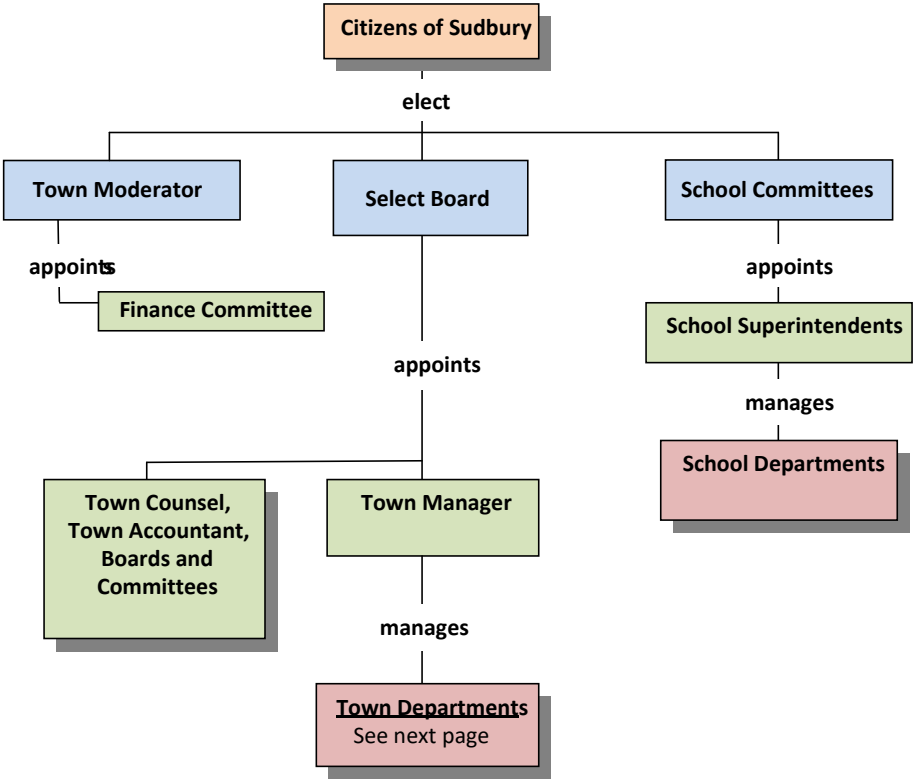 Citizens of Sudbury
elect
Town Moderator
Select Board
School Committees
appoints
appoints
Finance Committee
School Superintendents
appoints
manages
School Departments
Town Counsel,
Town Accountant,
Boards and
Committees
Town Manager
manages
Town Departments
See next page